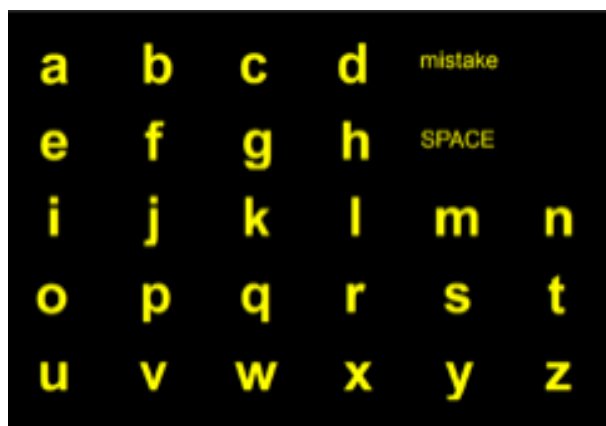 a b c d mistake
e f g h SPACE
i j k l m n
o p q r s t
u v w x y z